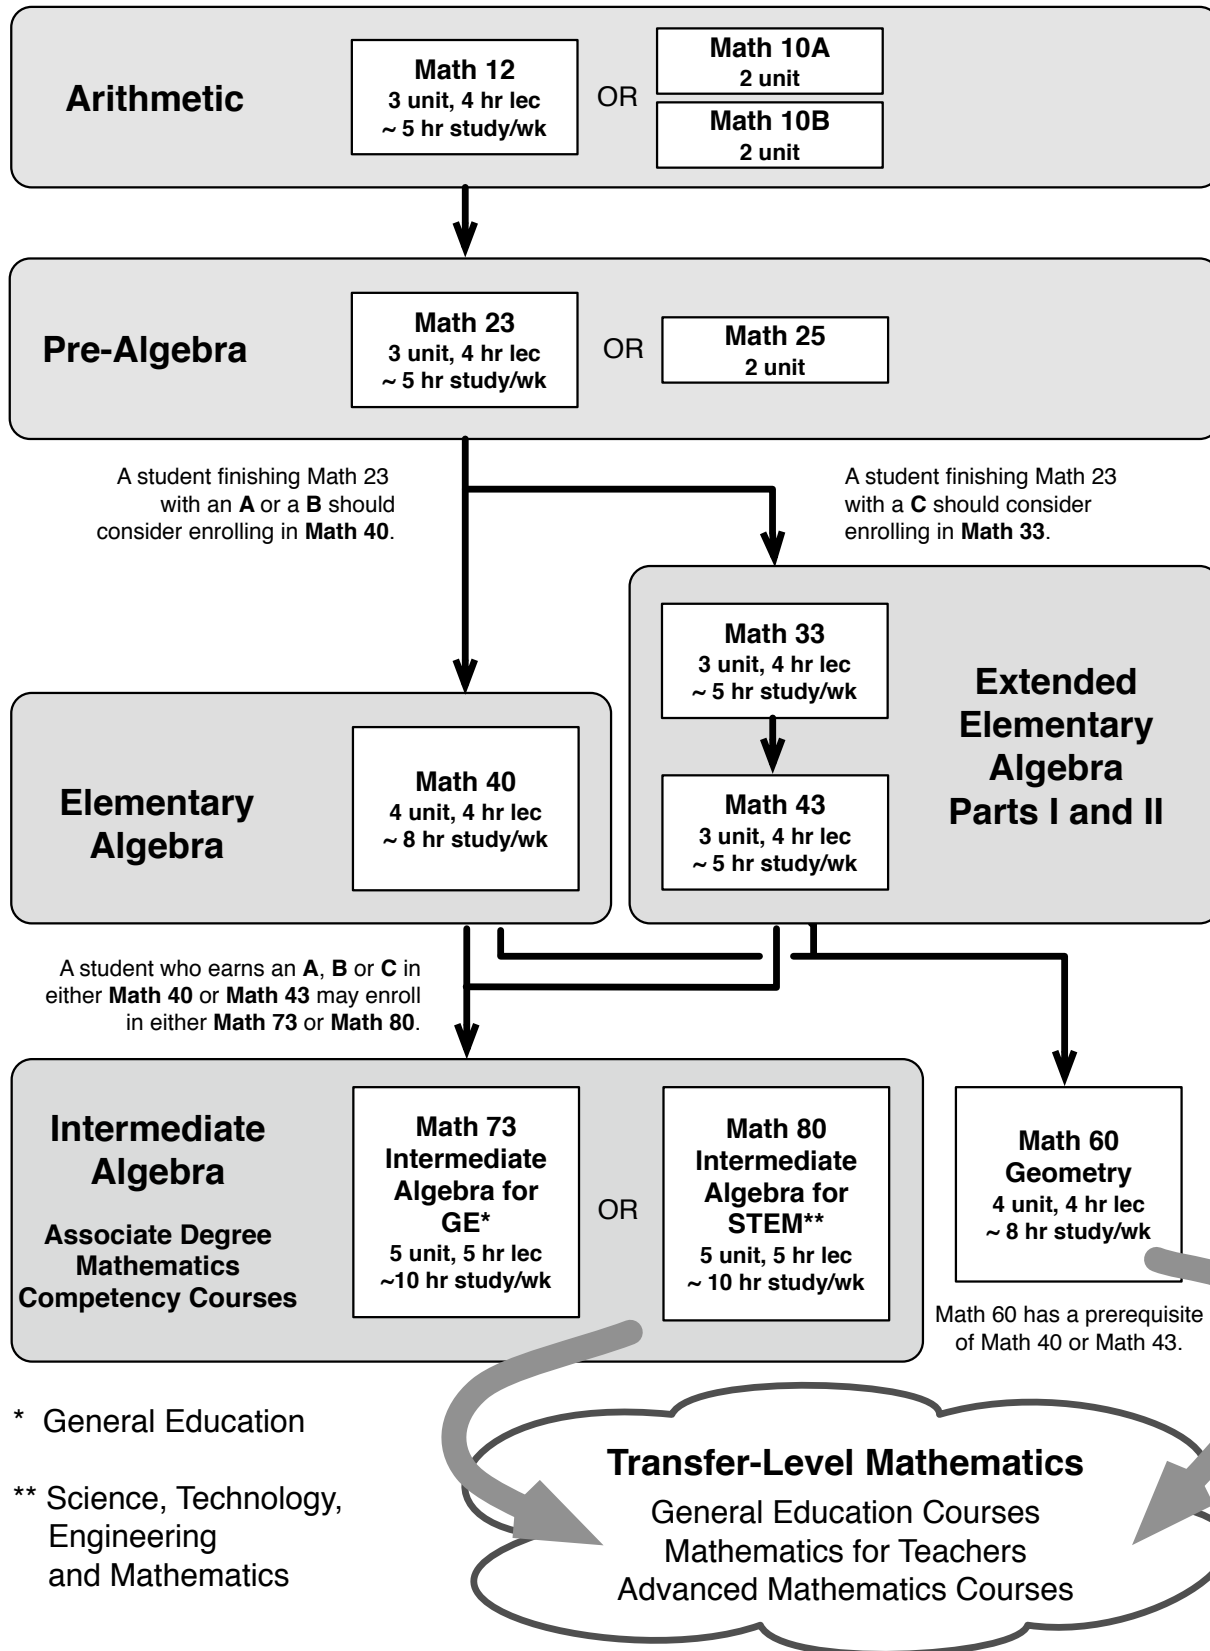 Arithmetic
Math 12
3 unit, 4 hr lec
~ 5 hr study/wk
OR
Math 10A
2 unit
Math 10B
2 unit
Pre-Algebra
Math 23
3 unit, 4 hr lec
~ 5 hr study/wk
OR
Math 25
2 unit
A student finishing Math 23
with an A or a B should
consider enrolling in Math 40.
A student finishing Math 23
with a C should consider
enrolling in Math 33.
Elementary
Algebra
Math 40
4 unit, 4 hr lec
~ 8 hr study/wk
Math 33
3 unit, 4 hr lec
~ 5 hr study/wk
Math 43
3 unit, 4 hr lec
~ 5 hr study/wk
Extended
Elementary
Algebra
Parts I and II
A student who earns an A, B or C in
either Math 40 or Math 43 may enroll
in either Math 73 or Math 80.
Intermediate
Algebra
Associate Degree
Mathematics
Competency Courses
Math 73
Intermediate
Algebra for
GE*
5 unit, 5 hr lec
~10 hr study/wk
OR
Math 80
Intermediate
Algebra for
STEM**
5 unit, 5 hr lec
~ 10 hr study/wk
Math 60
Geometry
4 unit, 4 hr lec
~ 8 hr study/wk
Math 60 has a prerequisite
of Math 40 or Math 43.
* General Education
** Science, Technology,
Engineering
and Mathematics
Transfer-Level Mathematics
General Education Courses
Mathematics for Teachers
Advanced Mathematics Courses